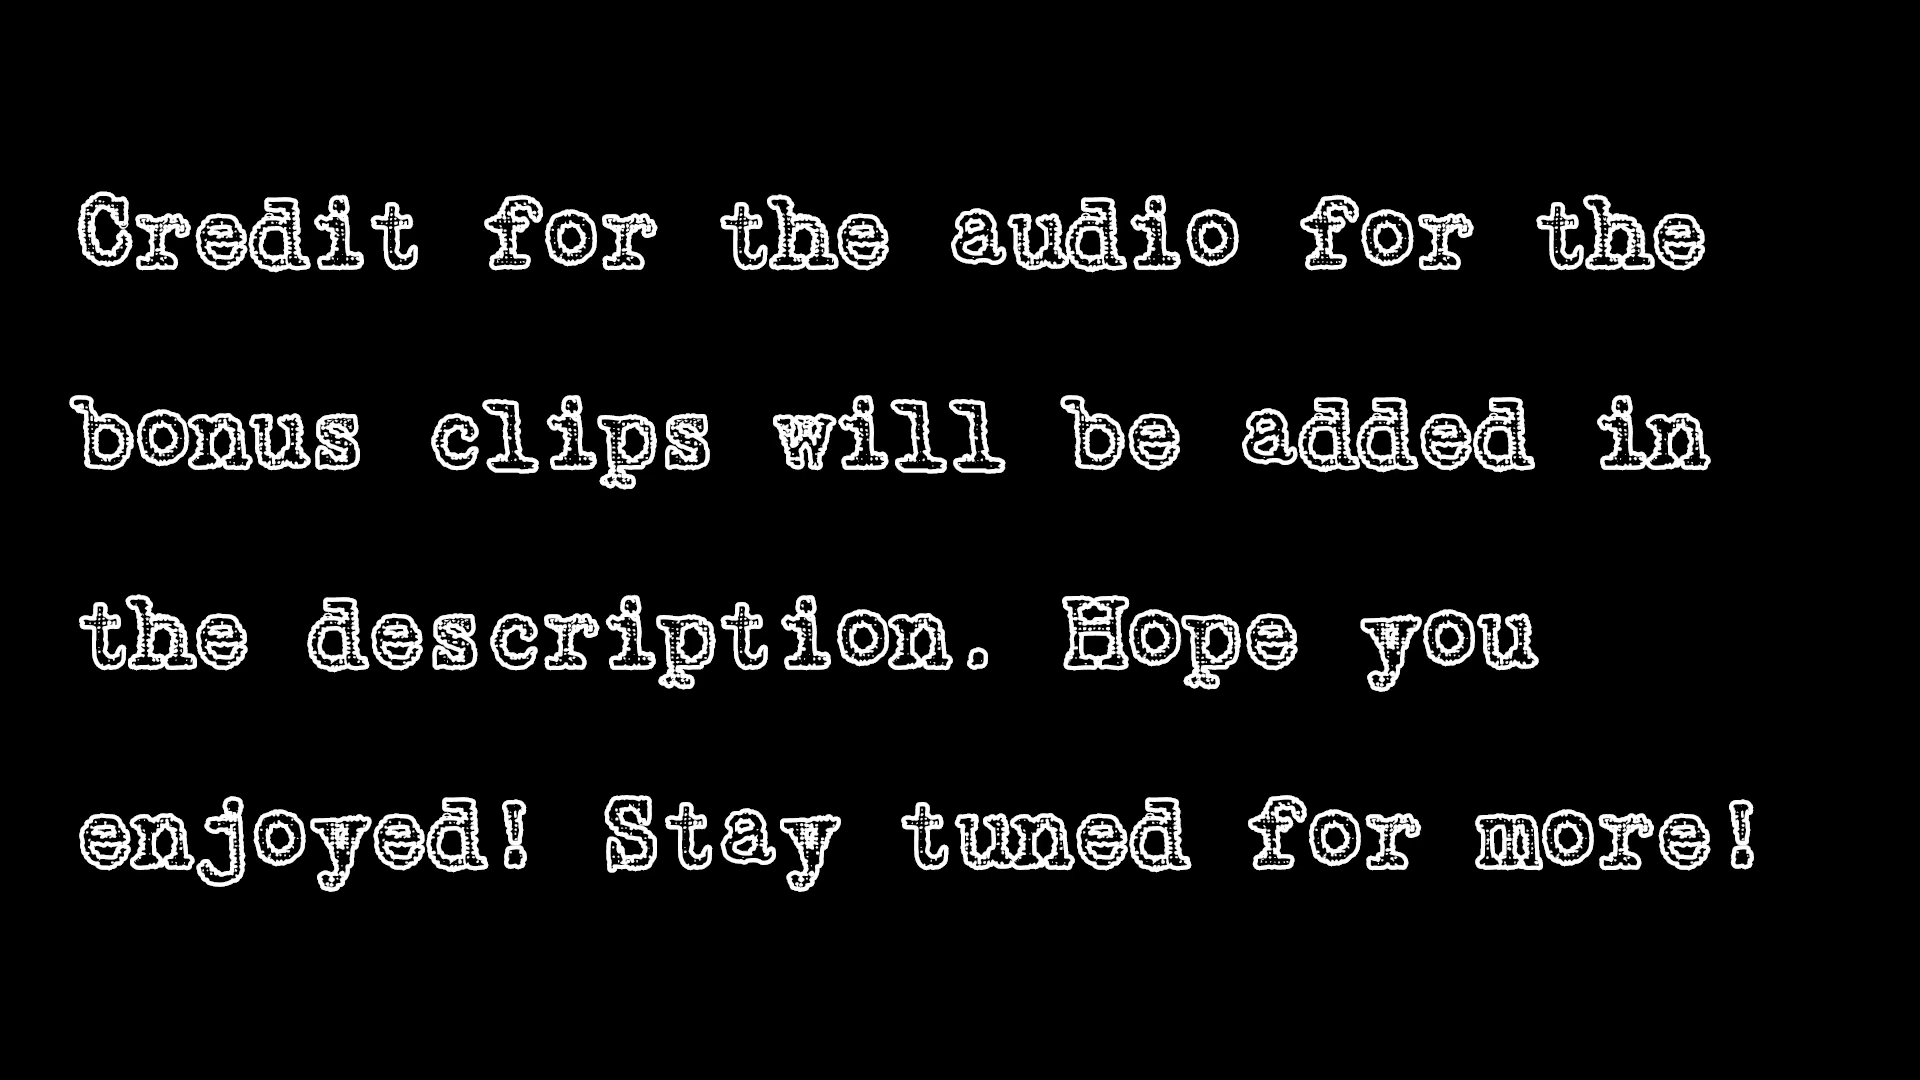 Credit for the audio for the
bonus clips will be added in
the description. Hope you
enjoyed! Stay tuned for more!